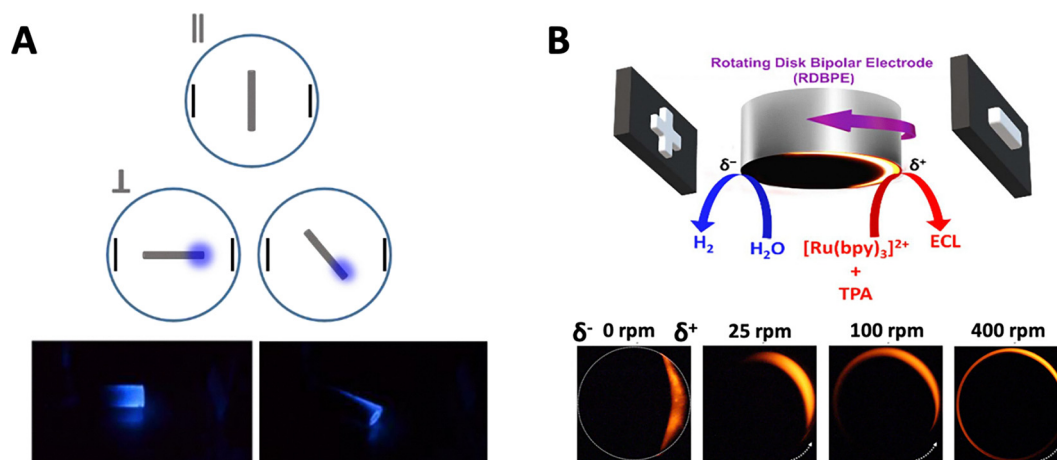 A
||
⊥
B
Rotating Disk Bipolar Electrode
(RDBPE)
δ⁻
δ⁺
H₂
H₂O
[Ru(bpy)₃]²⁺
+
TPA
ECL
δ⁻ 0 rpm δ⁺ 25 rpm 100 rpm 400 rpm